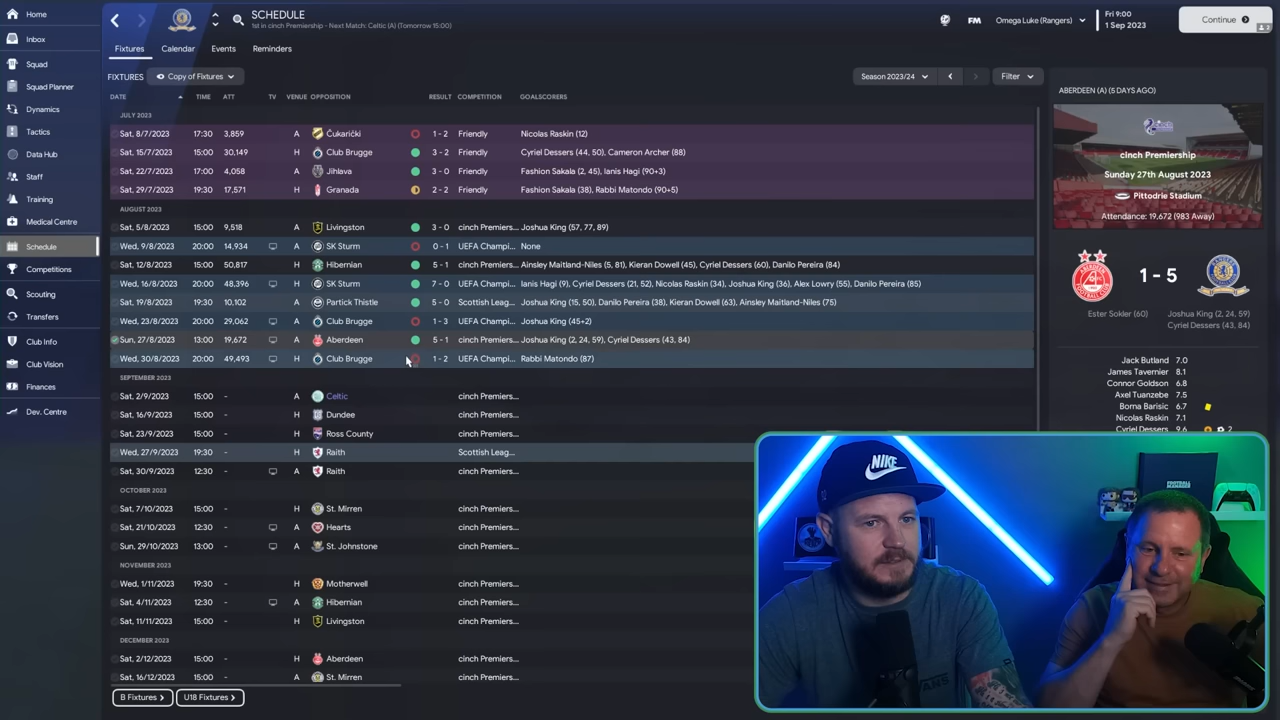 Home
SCHEDULE
1st in cinch Premiership - Next Match: Celtic (A) (Tomorrow 15:00)
FM
Omega Luke (Rangers)
Fri 9:00
1 Sep 2023
Continue
2
Inbox
Squad
Squad Planner
Dynamics
Tactics
Data Hub
Staff
Training
Medical Centre
Schedule
Competitions
Scouting
Transfers
Club Info
Club Vision
Finances
Dev. Centre
Fixtures Calendar Events Reminders
FIXTURES Copy of Fixtures Season 2023/24 Filter
DATE TIME ATT TV VENUE OPPOSITION RESULT COMPETITION GOALSCORERS
JULY 2023
Sat, 8/7/2023 17:30 3,859 A Čukarički 1 - 2 Friendly Nicolas Raskin (12)
Sat, 15/7/2023 15:00 30,149 H Club Brugge 3 - 2 Friendly Cyriel Dessers (44, 50), Cameron Archer (88)
Sat, 22/7/2023 17:00 4,058 A Jihlava 3 - 0 Friendly Fashion Sakala (2, 45), Ianis Hagi (90+3)
Sat, 29/7/2023 19:30 17,571 H Granada 2 - 2 Friendly Fashion Sakala (38), Rabbi Matondo (90+5)
AUGUST 2023
Sat, 5/8/2023 15:00 9,518 A Livingston 3 - 0 cinch Premiers... Joshua King (57, 77, 89)
Wed, 9/8/2023 20:00 14,934 A SK Sturm 0 - 1 UEFA Champi... None
Sat, 12/8/2023 15:00 50,817 H Hibernian 5 - 1 cinch Premiers... Ainsley Maitland-Niles (5, 81), Kieran Dowell (45), Cyriel Dessers (60), Danilo Pereira (84)
Wed, 16/8/2023 20:00 48,396 H SK Sturm 7 - 0 UEFA Champi... Ianis Hagi (9), Cyriel Dessers (21, 52), Nicolas Raskin (34), Joshua King (36), Alex Lowry (55), Danilo Pereira (85)
Sat, 19/8/2023 19:30 10,102 A Partick Thistle 5 - 0 Scottish Leag... Joshua King (15, 50), Danilo Pereira (38), Kieran Dowell (63), Ainsley Maitland-Niles (75)
Wed, 23/8/2023 20:00 29,062 A Club Brugge 1 - 3 UEFA Champi... Joshua King (45+2)
Sun, 27/8/2023 13:00 19,672 A Aberdeen 5 - 1 cinch Premiers... Joshua King (2, 24, 59), Cyriel Dessers (43, 84)
Wed, 30/8/2023 20:00 49,493 H Club Brugge 1 - 2 UEFA Champi... Rabbi Matondo (87)
SEPTEMBER 2023
Sat, 2/9/2023 15:00 - A Celtic cinch Premiers...
Sat, 16/9/2023 15:00 - H Dundee cinch Premiers...
Sat, 23/9/2023 15:00 - H Ross County cinch Premiers...
Wed, 27/9/2023 19:30 - H Raith Scottish Leag...
Sat, 30/9/2023 12:30 - A Raith cinch Premiers...
OCTOBER 2023
Sat, 7/10/2023 15:00 - H St. Mirren cinch Premiers...
Sat, 21/10/2023 12:30 - A Hearts cinch Premiers...
Sun, 29/10/2023 13:00 - A St. Johnstone cinch Premiers...
NOVEMBER 2023
Wed, 1/11/2023 19:30 - H Motherwell cinch Premiers...
Sat, 4/11/2023 12:30 - A Hibernian cinch Premiers...
Sat, 11/11/2023 15:00 - H Livingston cinch Premiers...
DECEMBER 2023
Sat, 2/12/2023 15:00 - H Aberdeen cinch Premiers...
Sat, 16/12/2023 15:00 - A St. Mirren cinch Premiers...
B Fixtures U18 Fixtures
ABERDEEN (A) (5 DAYS AGO)
cinch
cinch Premiership
Sunday 27th August 2023
Pittodrie Stadium
Attendance: 19,672 (983 Away)
1 - 5
Ester Sokler (60) Joshua King (2, 24, 59)
Cyriel Dessers (43, 84)
Jack Butland 7.0
James Tavernier 8.1
Connor Goldson 6.8
Axel Tuanzebe 7.5
Borna Barisic 6.7
Nicolas Raskin 7.1
Cyriel Dessers 9.6 2
NIKE
FOOTBALL
MANAGER